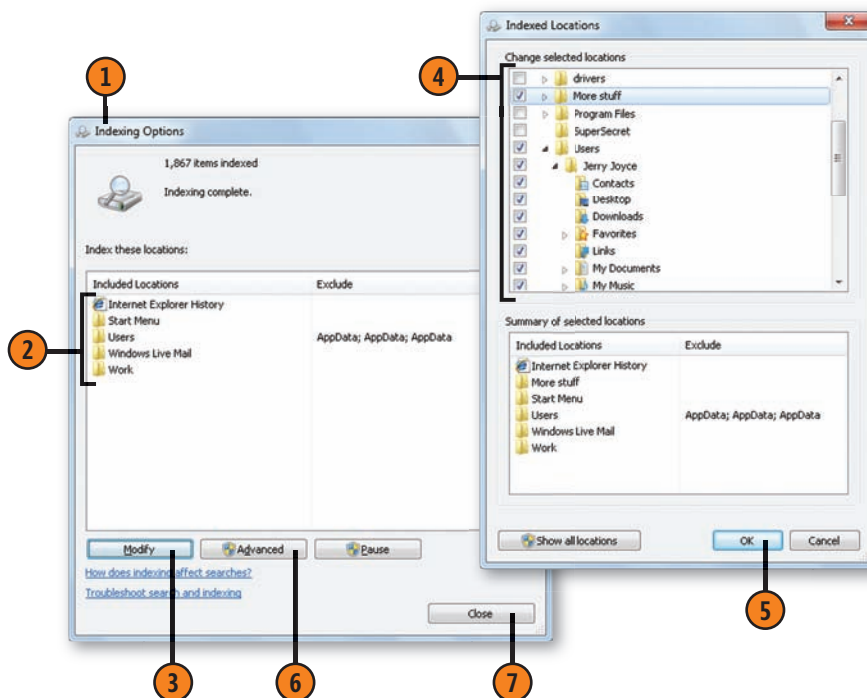 1
Indexing Options
1,867 items indexed
Indexing complete.
Index these locations:
Included Locations Exclude
Internet Explorer History
Start Menu
Users AppData; AppData; AppData
Windows Live Mail
Work
2
Modify Advanced Pause
How does indexing affect searches?
Troubleshoot search and indexing
Close
3
6
7
Indexed Locations
Change selected locations
4
drivers
More stuff
Program Files
SuperSecret
Users
Jerry Joyce
Contacts
Desktop
Downloads
Favorites
Links
My Documents
My Music
Summary of selected locations
Included Locations Exclude
Internet Explorer History
More stuff
Start Menu
Users AppData; AppData; AppData
Windows Live Mail
Work
Show all locations OK Cancel
5